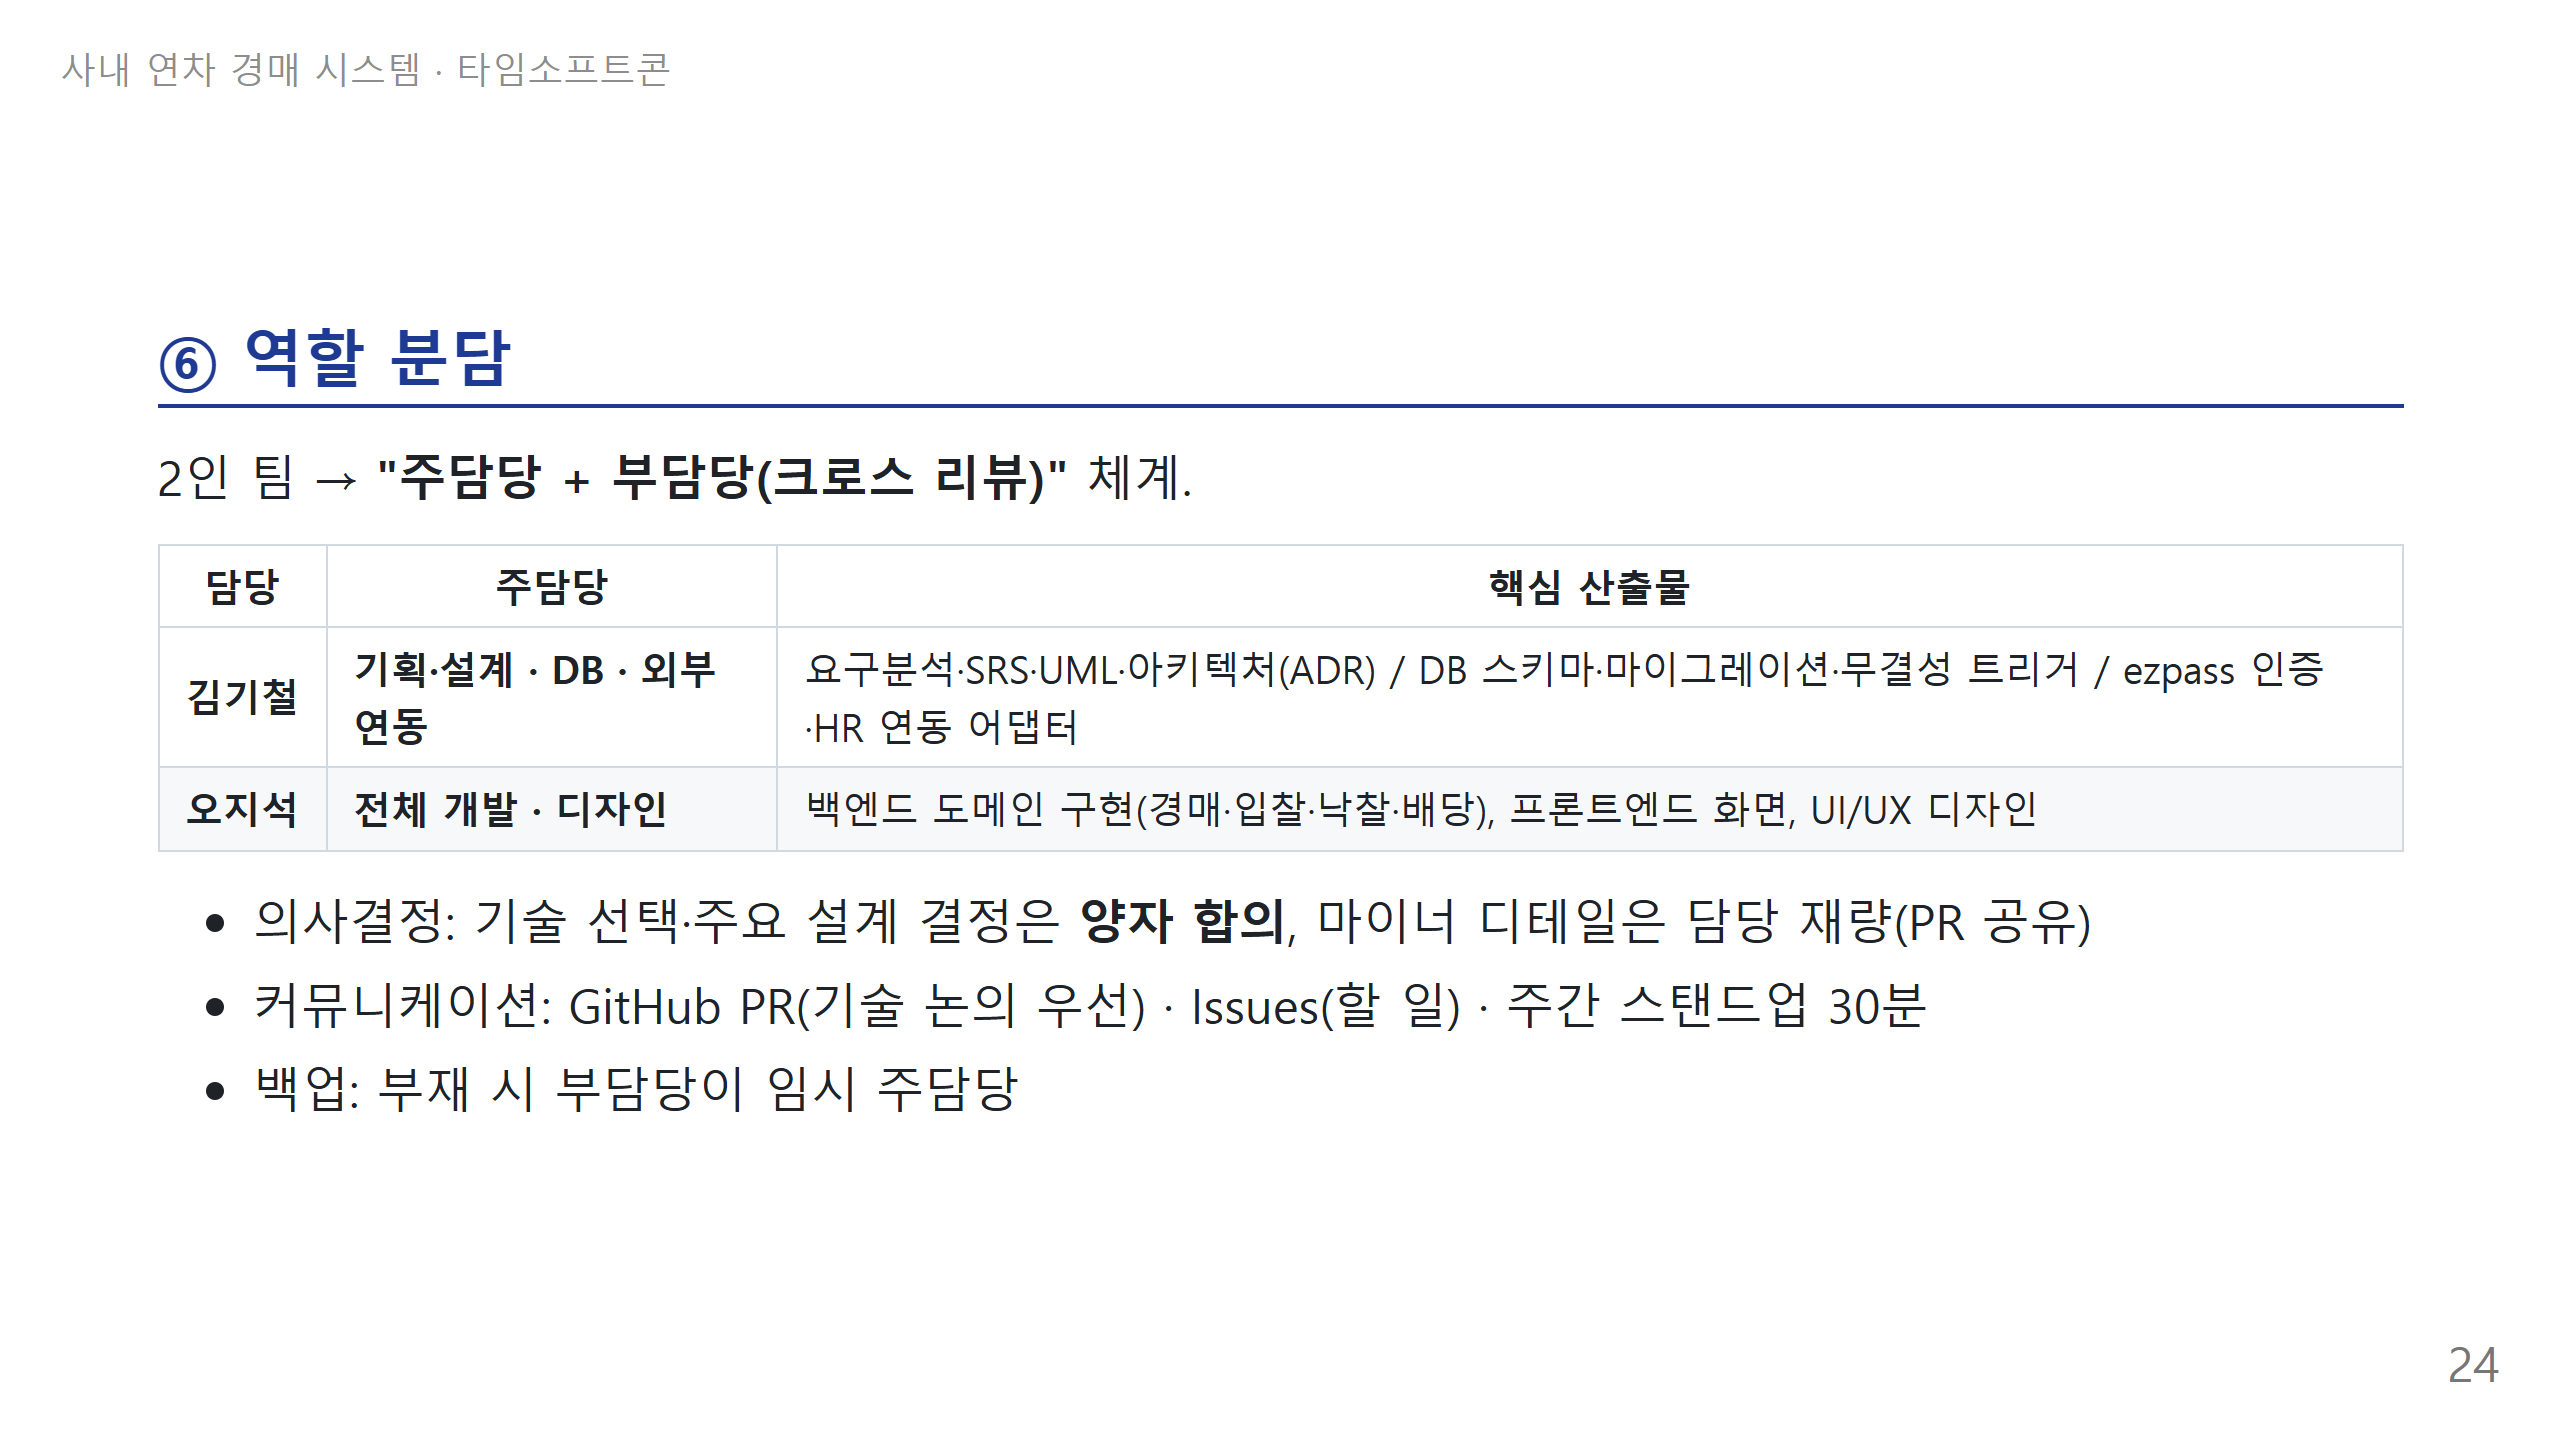 사내 연차 경매 시스템 · 타임소프트콘
⑥ 역할 분담
2인 팀 → "주담당 + 부담당(크로스 리뷰)" 체계.
담당 주담당 핵심 산출물
김기철
기획·설계 · DB · 외부
연동
요구분석·SRS·UML·아키텍처(ADR) / DB 스키마·마이그레이션·무결성 트리거 / ezpass 인증
·HR 연동 어댑터
오지석 전체 개발 · 디자인 백엔드 도메인 구현(경매·입찰·낙찰·배당), 프론트엔드 화면, UI/UX 디자인
• 의사결정: 기술 선택·주요 설계 결정은 양자 합의, 마이너 디테일은 담당 재량(PR 공유)
• 커뮤니케이션: GitHub PR(기술 논의 우선) · Issues(할 일) · 주간 스탠드업 30분
• 백업: 부재 시 부담당이 임시 주담당
24